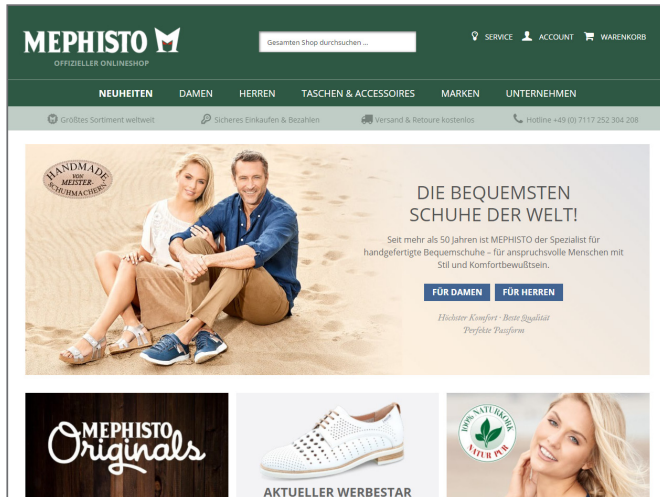 MEPHISTO
OFFIZIELLER ONLINESHOP
Gesamten Shop durchsuchen ...
SERVICE ACCOUNT WARENKORB
NEUHEITEN DAMEN HERREN TASCHEN & ACCESSOIRES MARKEN UNTERNEHMEN
Größtes Sortiment weltweit Sicheres Einkaufen & Bezahlen Versand & Retoure kostenlos Hotline +49 (0) 7117 252 304 208
HANDMADE
VON
MEISTER-
SCHUHMACHERN
DIE BEQUEMSTEN
SCHUHE DER WELT!
Seit mehr als 50 Jahren ist MEPHISTO der Spezialist für
handgefertigte Bequemschuhe – für anspruchsvolle Menschen mit
Stil und Komfortbewußtsein.
FÜR DAMEN FÜR HERREN
Höchster Komfort · Beste Qualität
Perfekte Passform
MEPHISTO
Originals
AKTUELLER WERBESTAR
100% NATURKORK
NATUR PUR